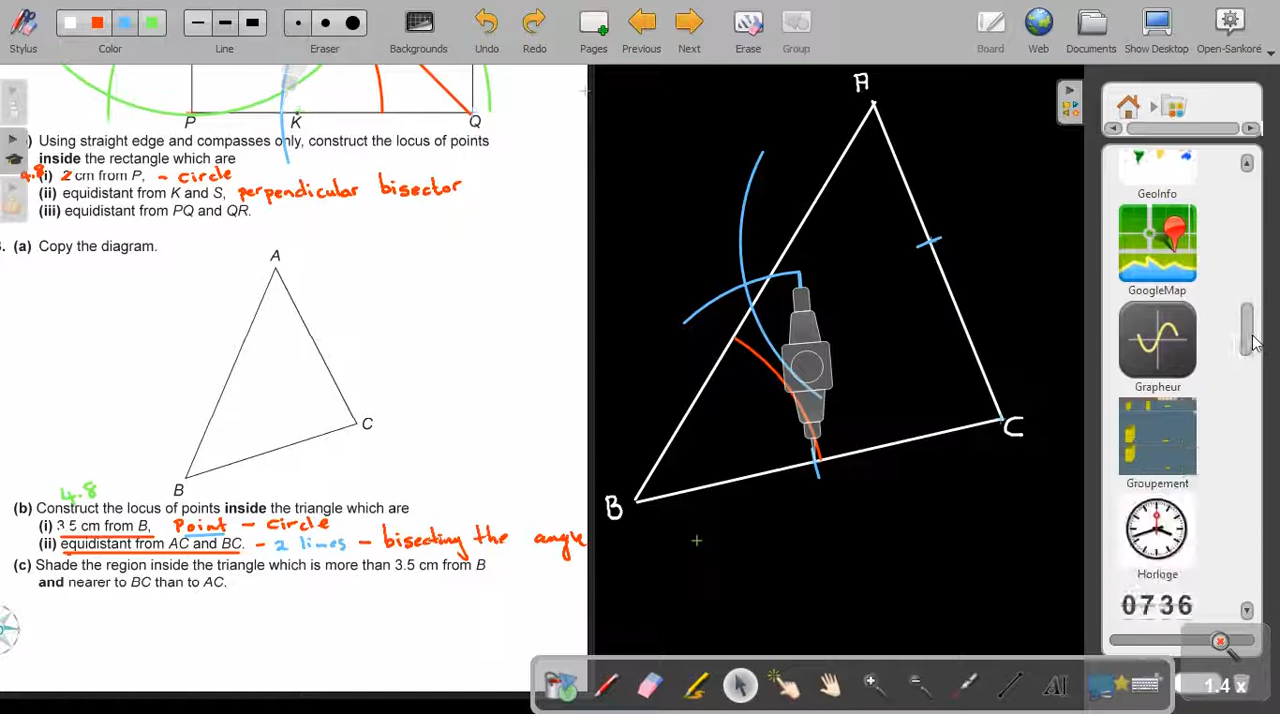 Stylus
Color
Line
Eraser
Backgrounds
Undo
Redo
Pages
Previous
Next
Erase
Group
Board
Web
Documents
Show Desktop
Open-Sankoré
P K Q
) Using straight edge and compasses only, construct the locus of points
inside the rectangle which are
4.8 (i) 2 cm from P, - circle
(ii) equidistant from K and S, perpendicular bisector
(iii) equidistant from PQ and QR.
. (a) Copy the diagram.
A
C
B
4.8
(b) Construct the locus of points inside the triangle which are
(i) 3.5 cm from B, Point - circle
(ii) equidistant from AC and BC. - 2 lines - bisecting the angle
(c) Shade the region inside the triangle which is more than 3.5 cm from B
and nearer to BC than to AC.
A
B
C
GeoInfo
GoogleMap
Grapheur
Groupement
Horloge
0736
1.4 x